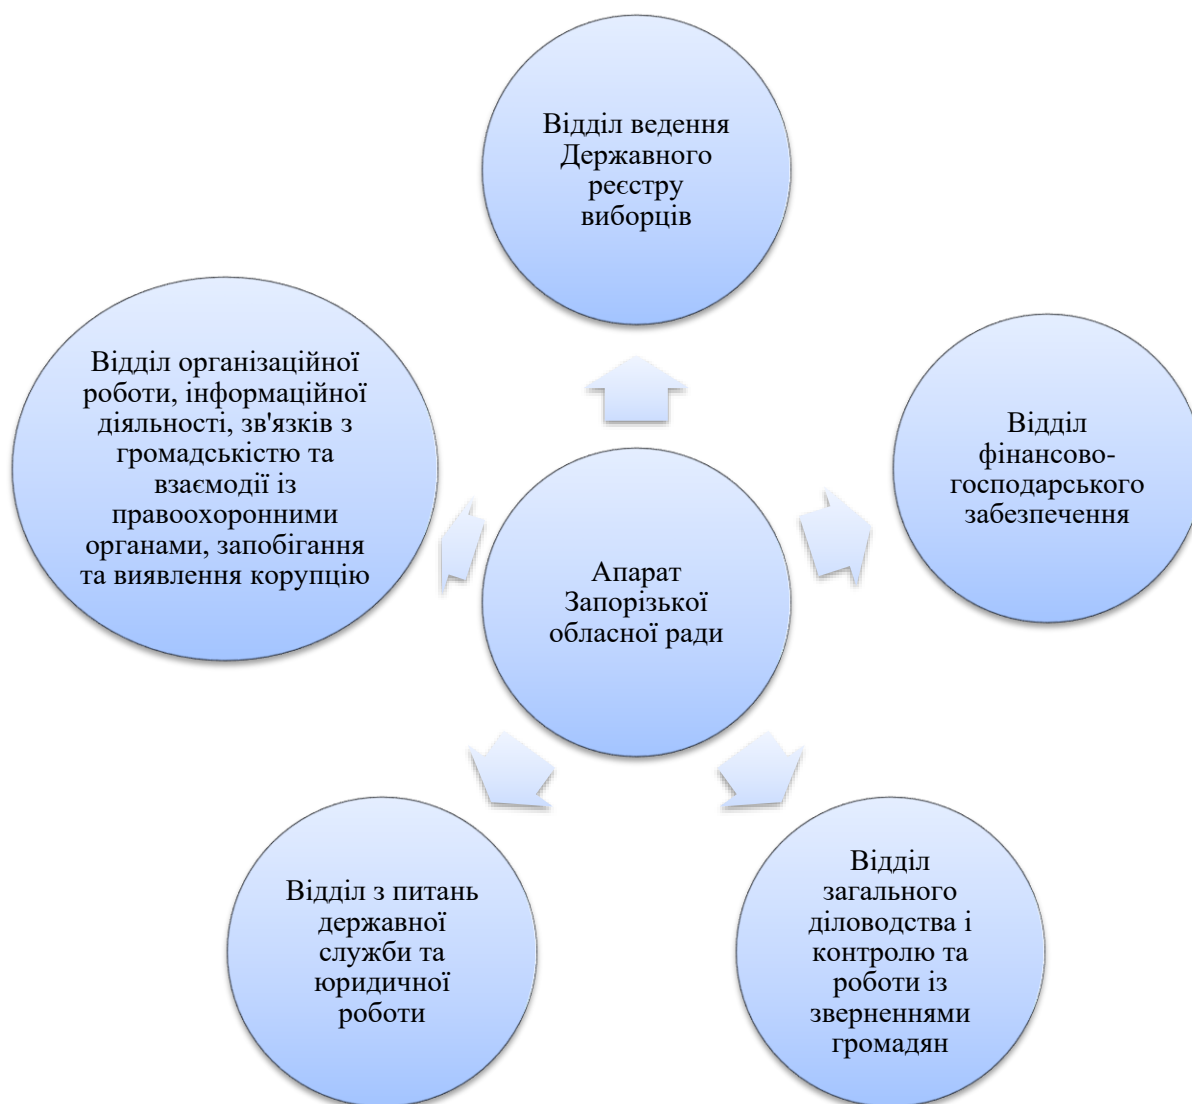 Відділ ведення
Державного
реєстру
виборців
Відділ організаційної
роботи, інформаційної
діяльності, зв'язків з
громадськістю та
взаємодії із
правоохоронними
органами, запобігання
та виявлення корупцію
Відділ
фінансово-
господарського
забезпечення
Апарат
Запорізької
обласної ради
Відділ з питань
державної
служби та
юридичної
роботи
Відділ
загального
діловодства і
контролю та
роботи із
зверненнями
громадян